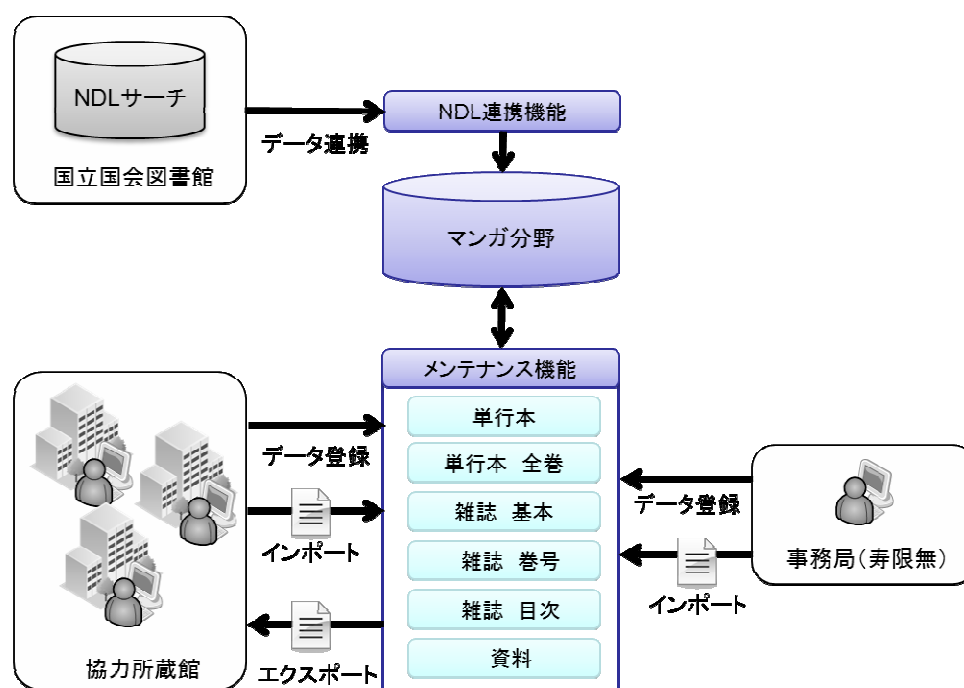 NDLサーチ
国立国会図書館
データ連携
NDL連携機能
マンガ分野
メンテナンス機能
単行本
単行本 全巻
雑誌 基本
雑誌 巻号
雑誌 目次
資料
データ登録
インポート
エクスポート
協力所蔵館
データ登録
インポート
事務局(寿限無)